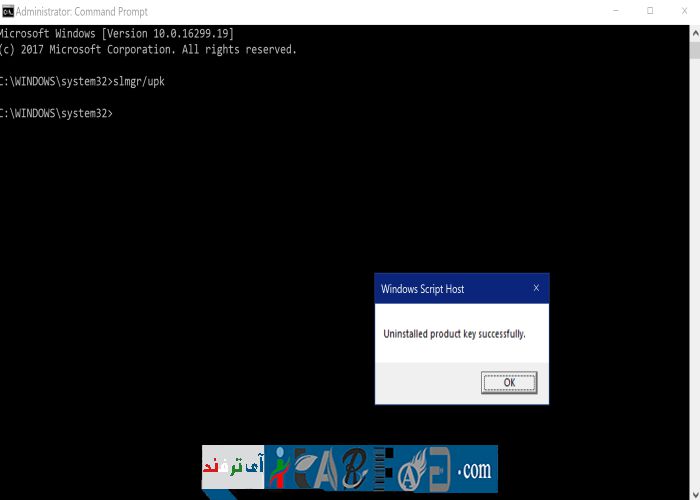 Administrator: Command Prompt
Microsoft Windows [Version 10.0.16299.19]
(c) 2017 Microsoft Corporation. All rights reserved.
C:\WINDOWS\system32>slmgr/upk
C:\WINDOWS\system32>
Windows Script Host
Uninstalled product key successfully.
OK
آی ترفند
.com